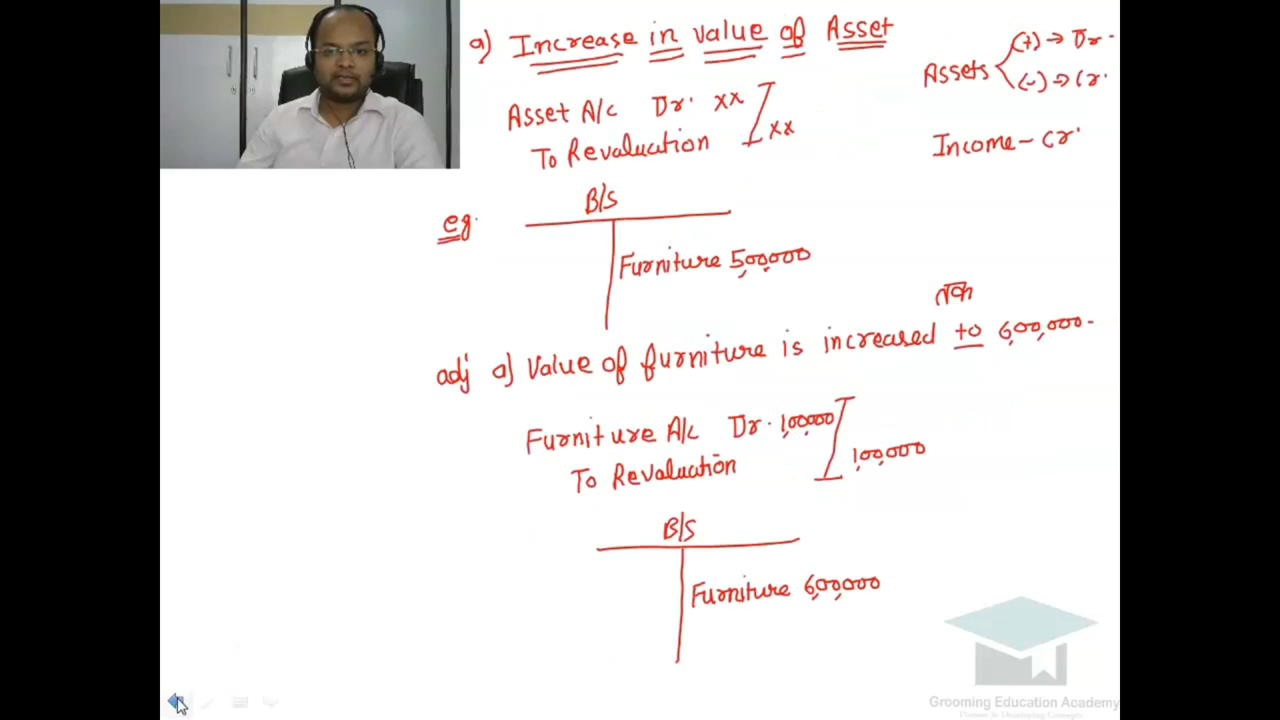 a) Increase in value of Asset
Assets (+) → Dr.
(-) → Cr.
Asset A/c Dr. xx
To Revaluation xx
Income - Cr.
eg.
B/S
Furniture 5,00,000
तक
adj a) Value of furniture is increased to 6,00,000.
Furniture A/c Dr. 1,00,000
To Revaluation 1,00,000
B/S
Furniture 6,00,000
Grooming Education Academy